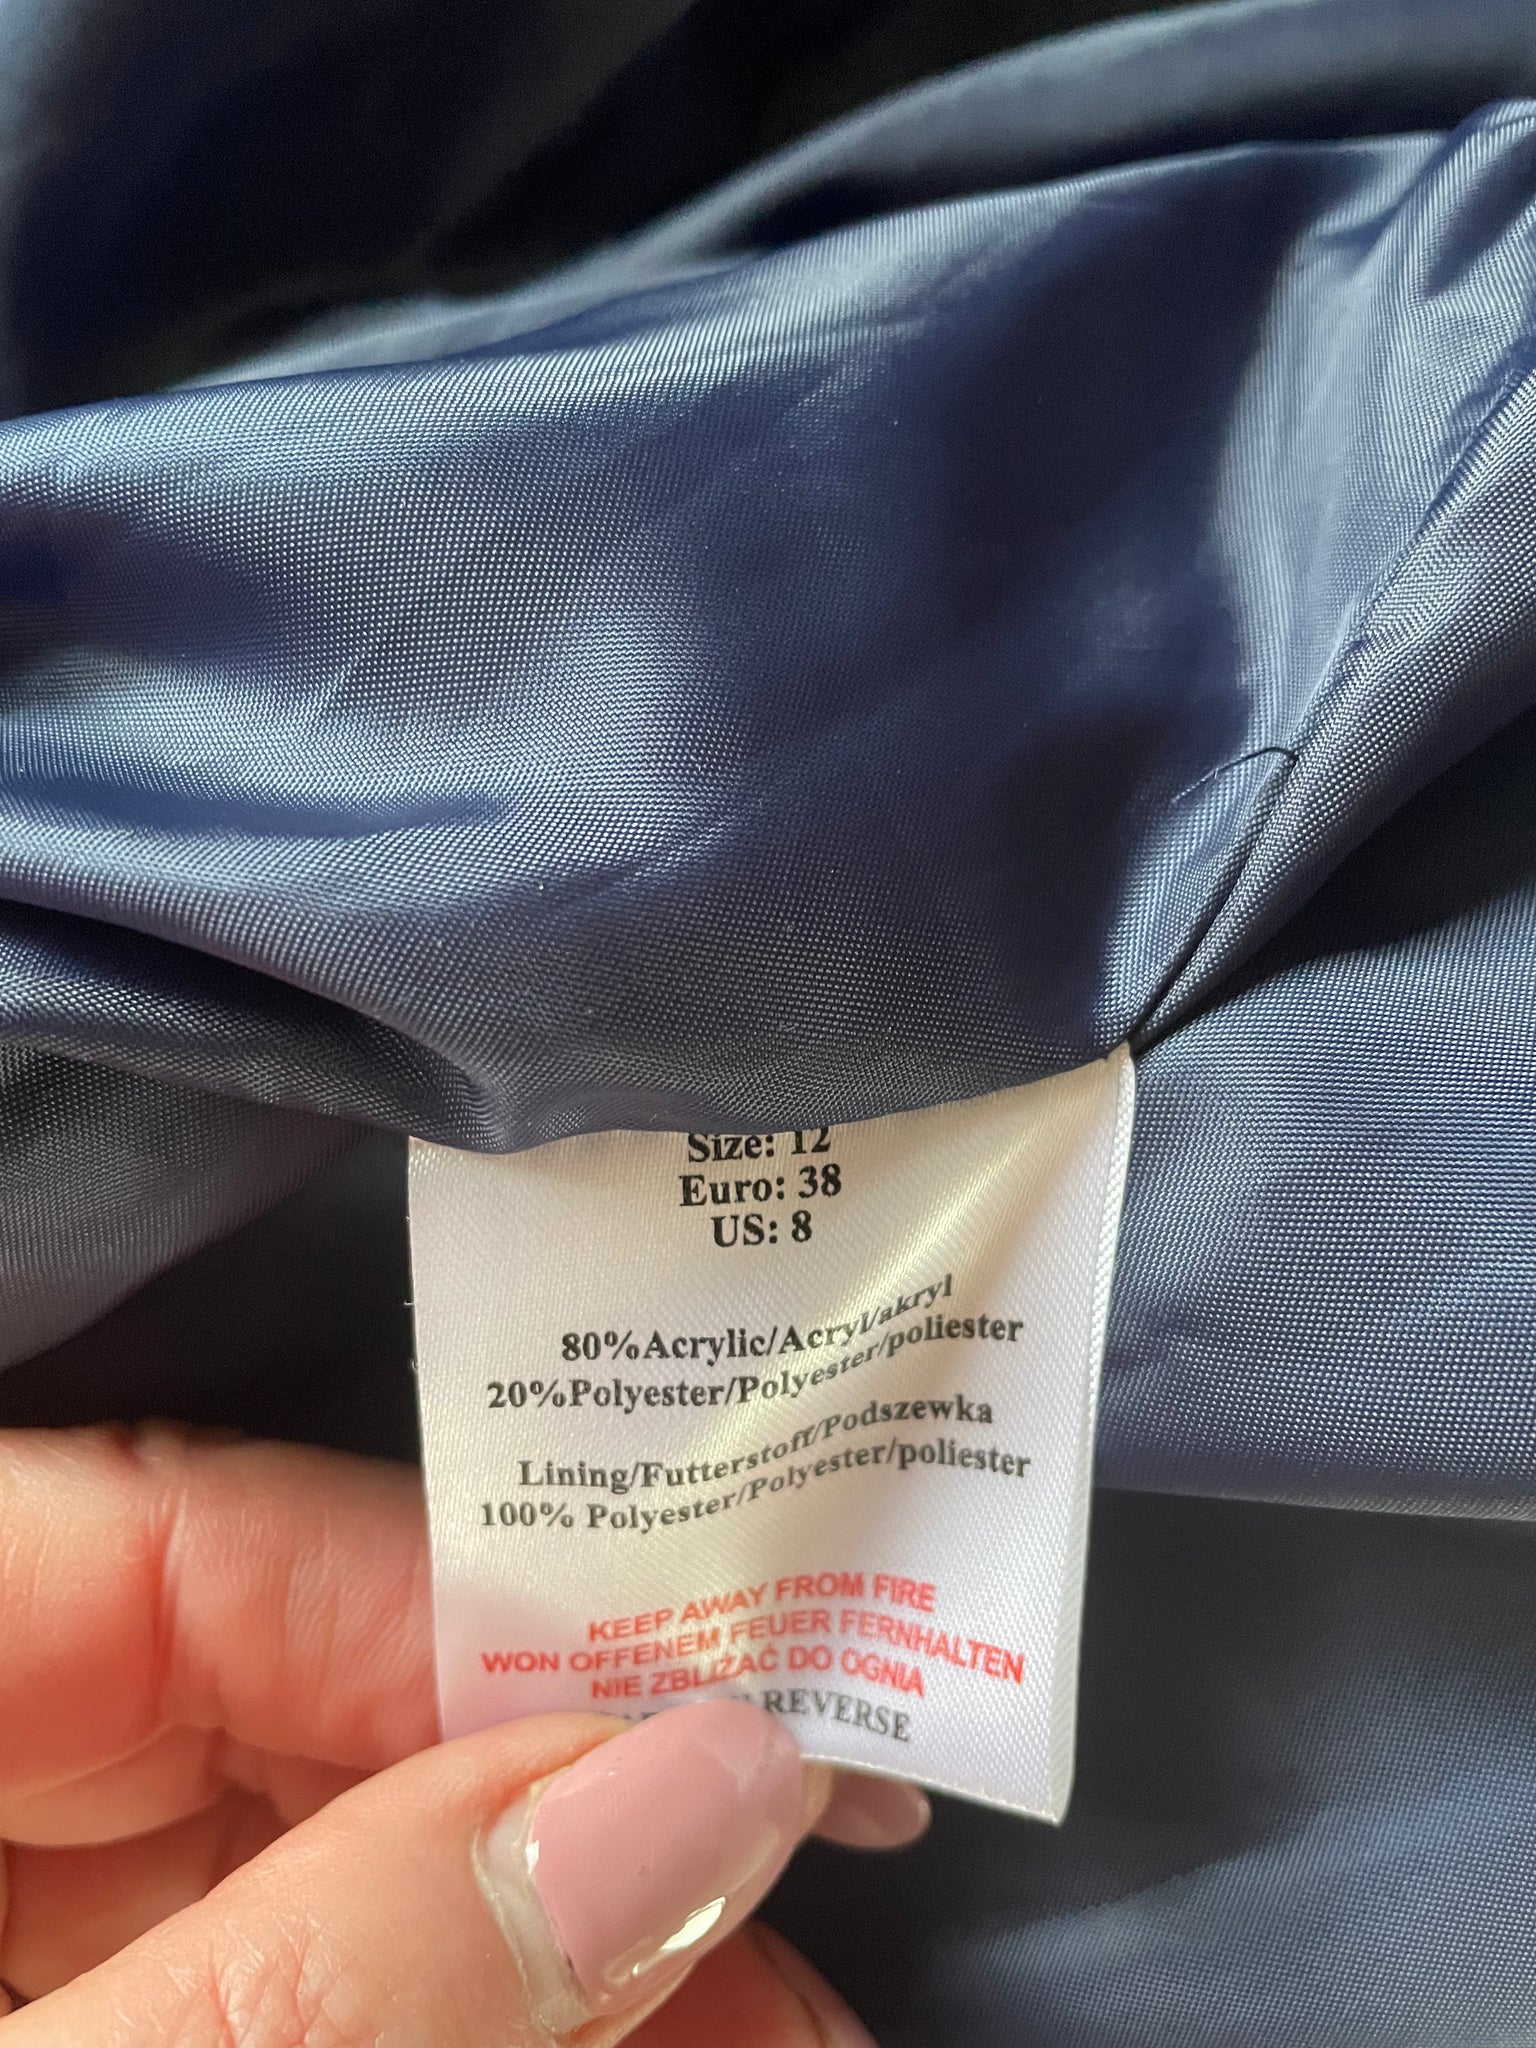 Size: 12
Euro: 38
US: 8
80%Acrylic/Acryl/akryl
20%Polyester/Polyester/poliester
Lining/Futterstoff/Podszewka
100% Polyester/Polyester/poliester
KEEP AWAY FROM FIRE
WON OFFENEM FEUER FERNHALTEN
NIE ZBLIZAĆ DO OGNIA
REVERSE